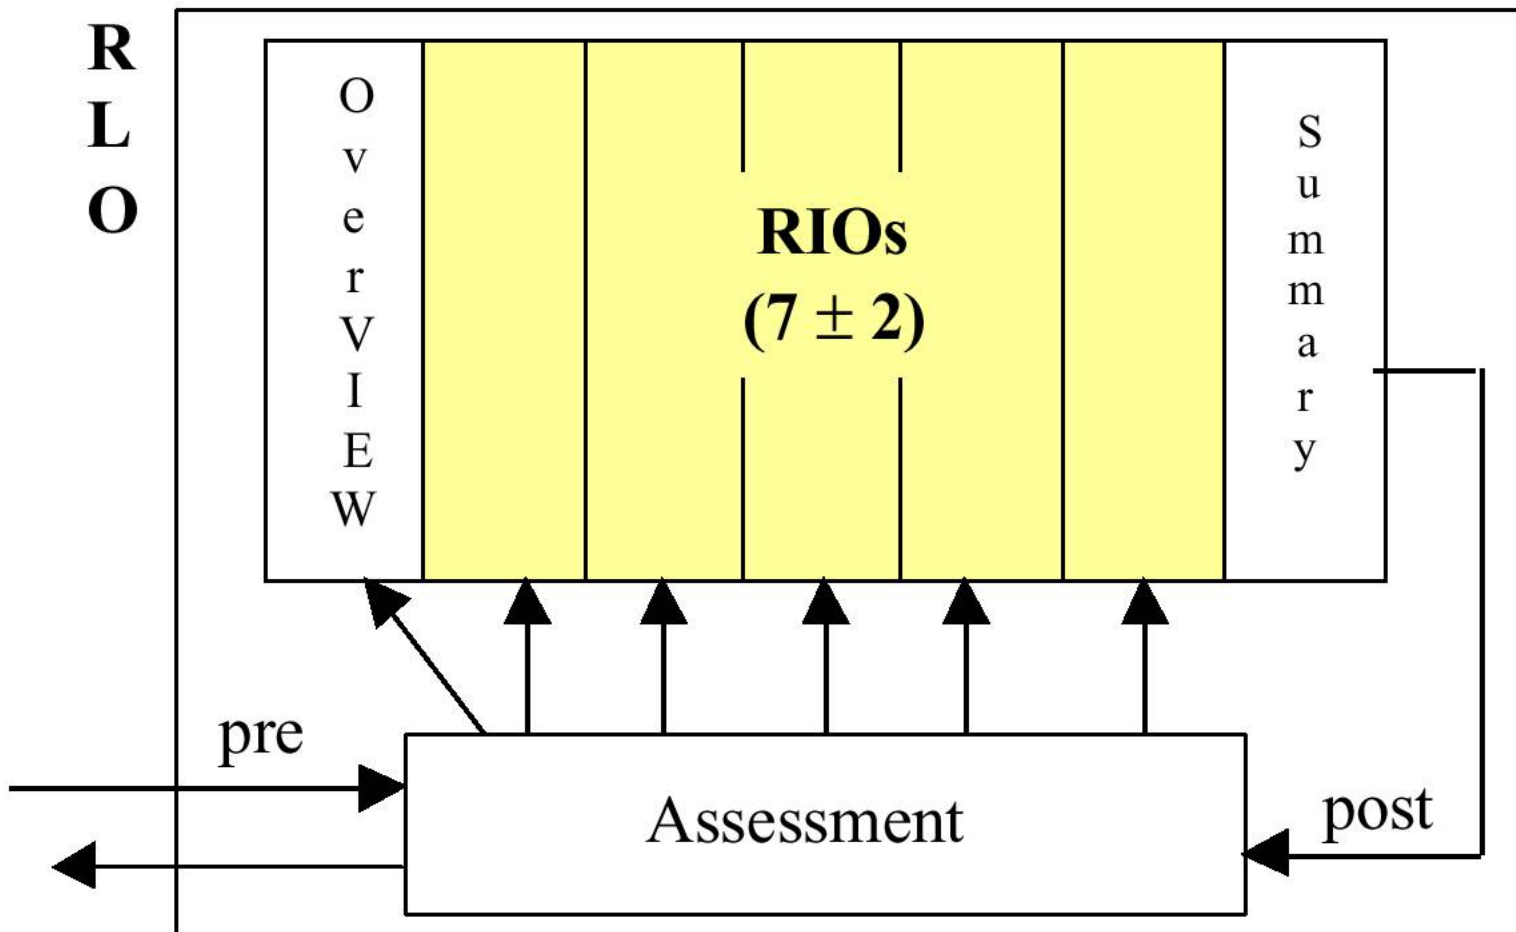 RLO
OverVIEW
RIOs
(7 ± 2)
Summary
pre
Assessment
post